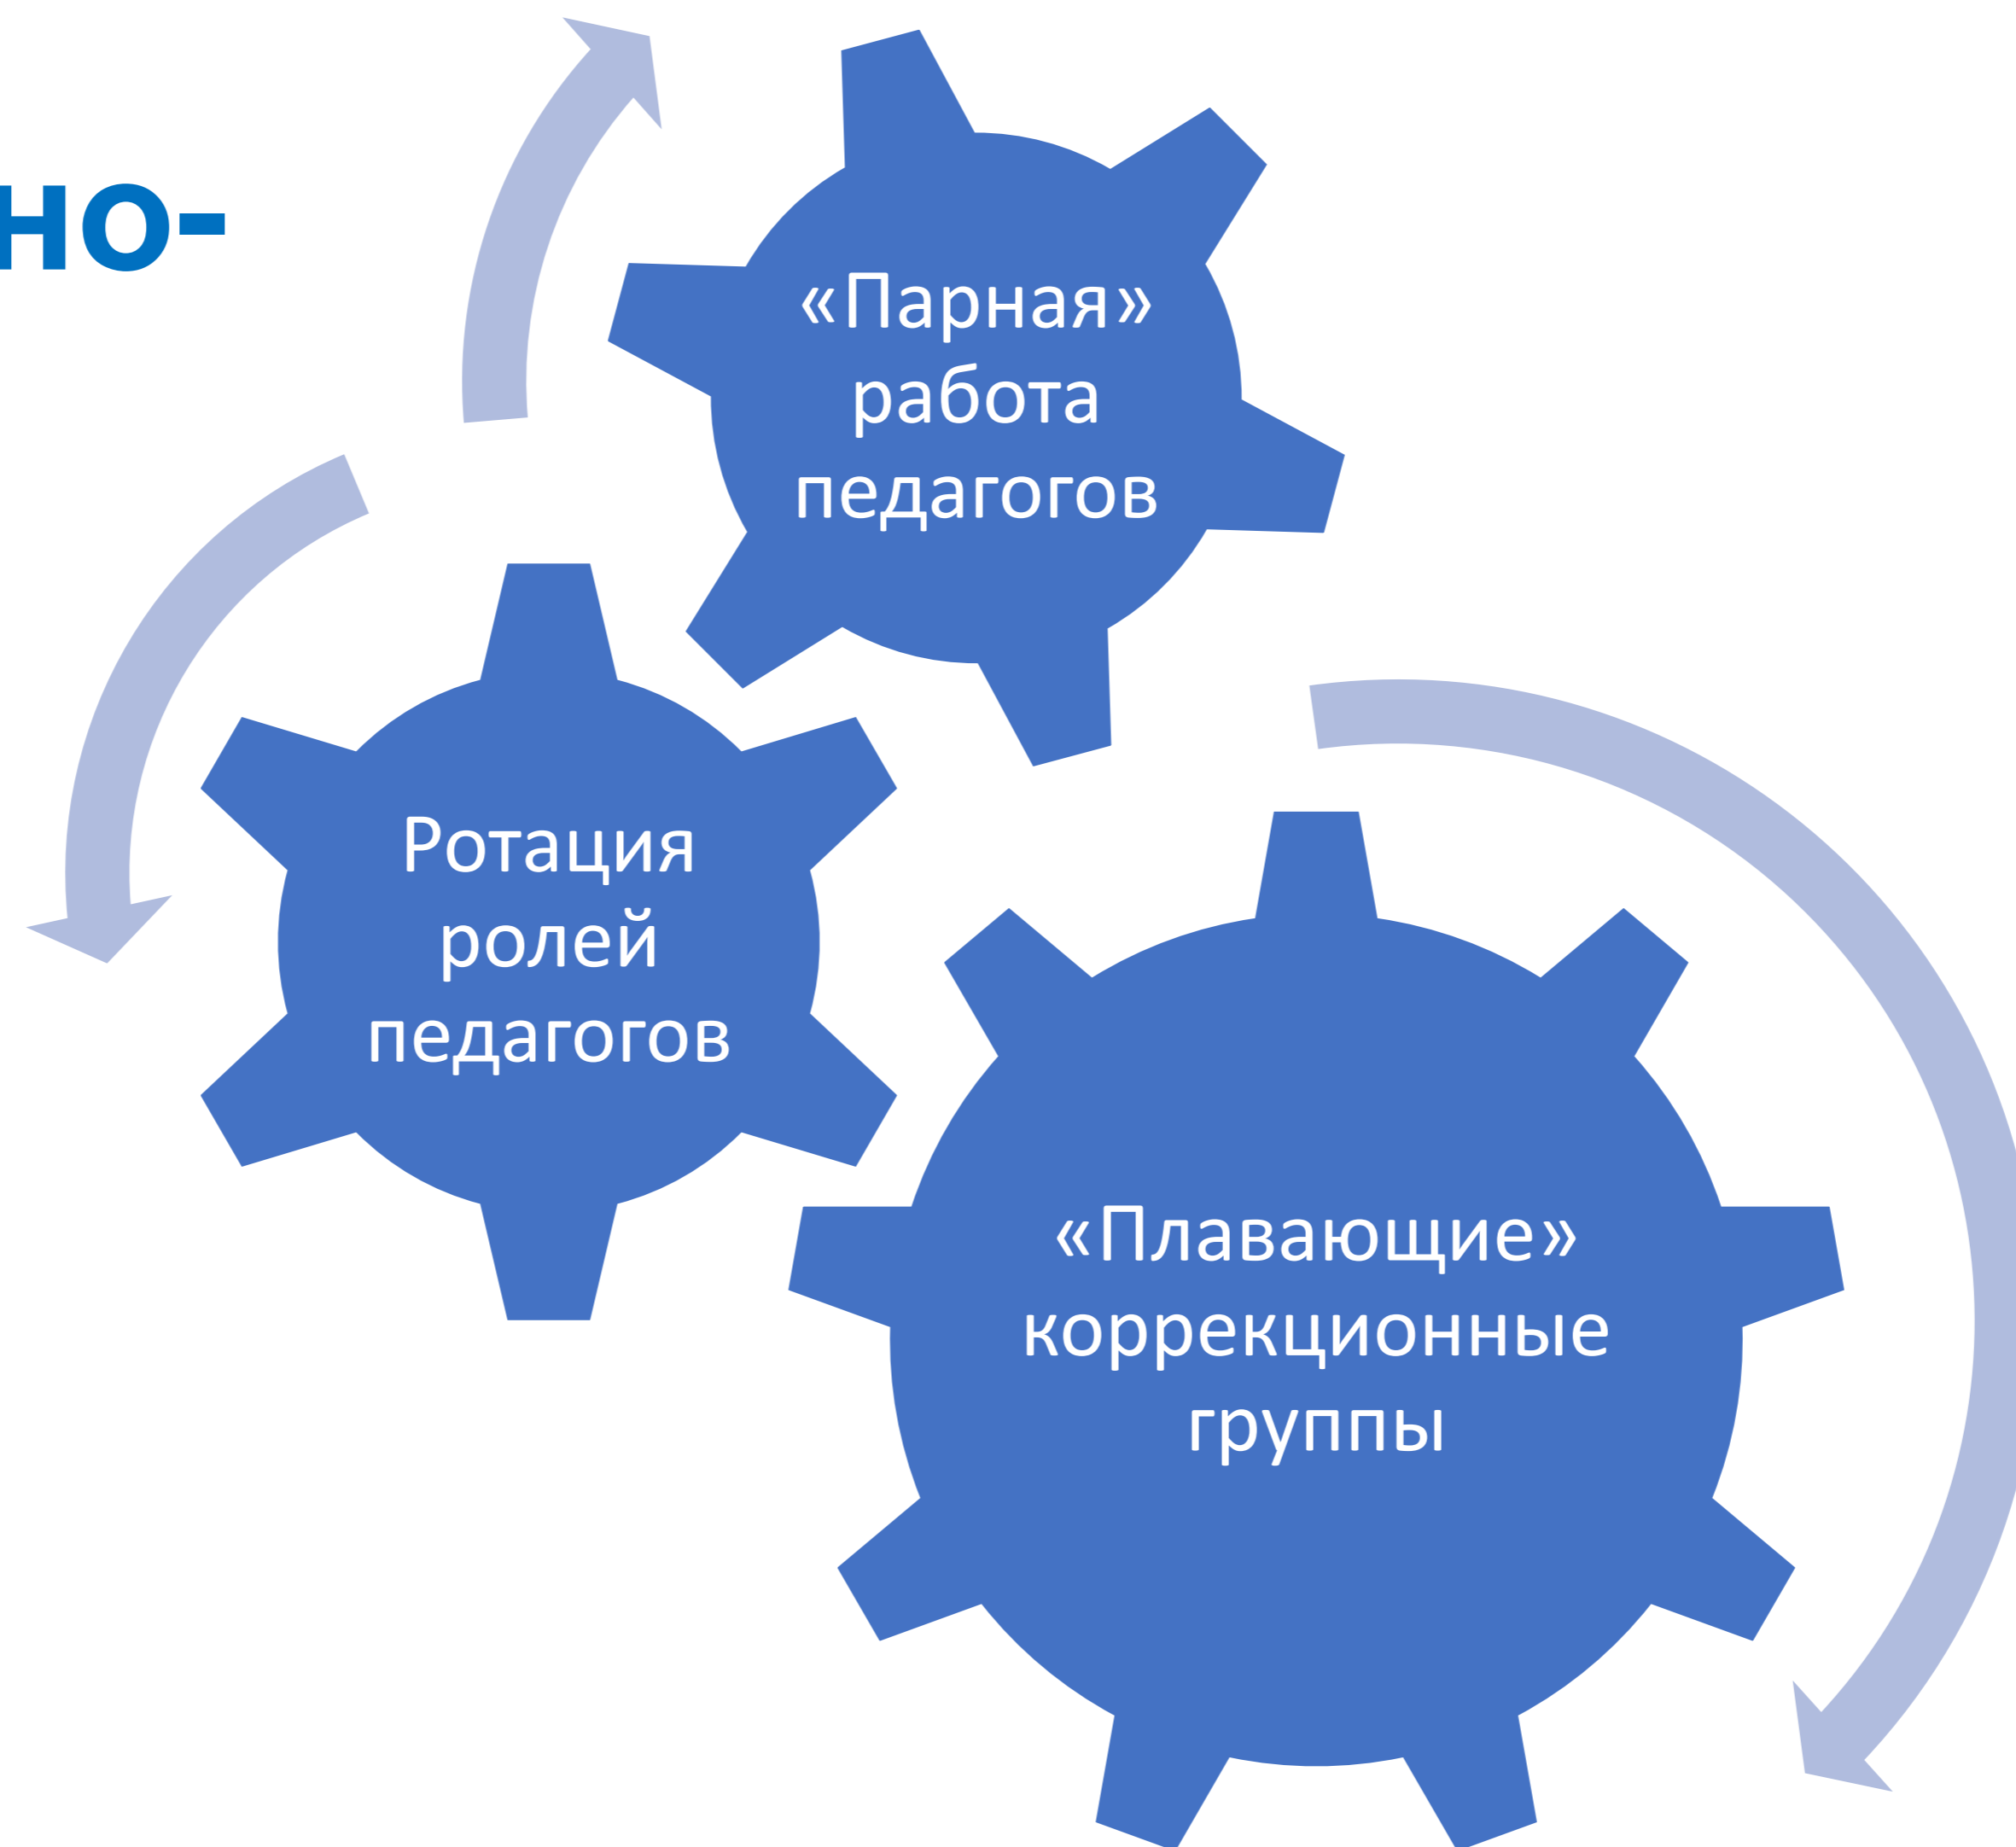 но-
«Парная»
работа
педагогов
Ротация
ролей
педагогов
«Плавающие»
коррекционные
группы